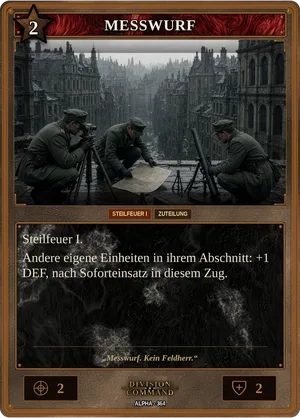 2
MESSWURF
STEILFEUER I
ZUTEILUNG
Steilfeuer I.
Andere eigene Einheiten in ihrem Abschnitt: +1
DEF, nach Soforteinsatz in diesem Zug.
„Messwurf. Kein Feldherr.“
2
DIVISION
COMMAND
ALPHA · 364
2